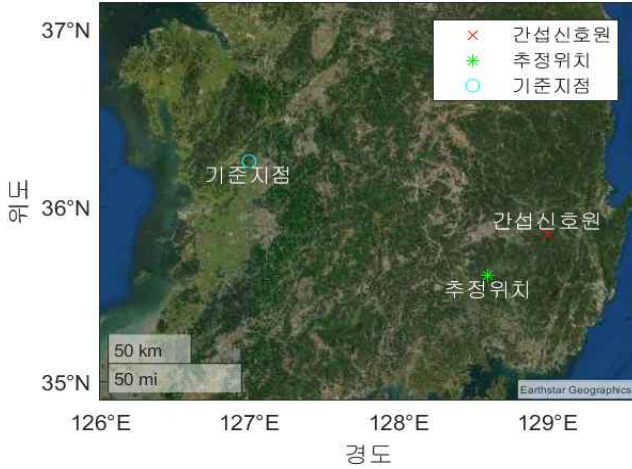 37°N
간섭신호원
추정위치
기준지점
기준지점
위도
36°N
간섭신호원
추정위치
50 km
50 mi
35°N
Earthstar Geographics
126°E
127°E
128°E
129°E
경도